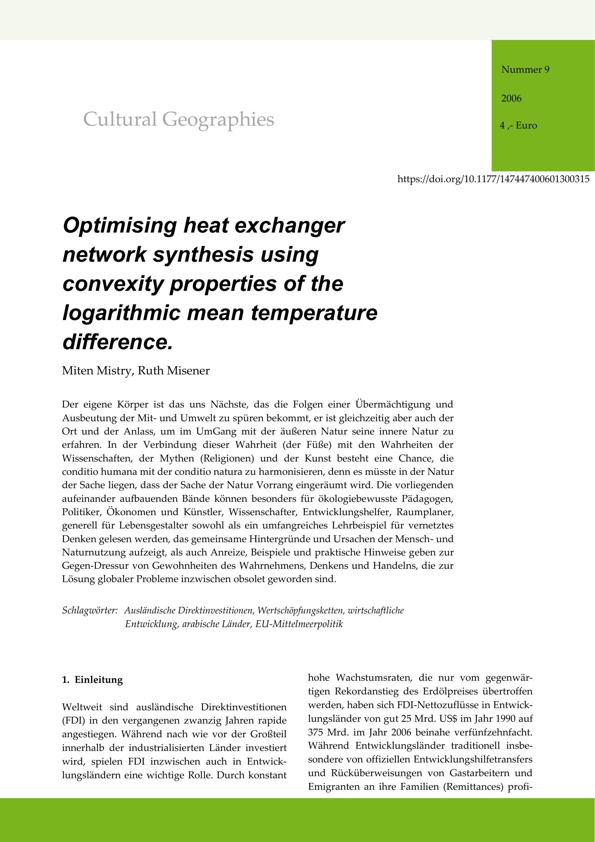 Nummer 9
2006
4 ,- Euro
Cultural Geographies
https://doi.org/10.1177/147447400601300315
Optimising heat exchanger
network synthesis using
convexity properties of the
logarithmic mean temperature
difference.
Miten Mistry, Ruth Misener
Der eigene Körper ist das uns Nächste, das die Folgen einer Übermächtigung und
Ausbeutung der Mit- und Umwelt zu spüren bekommt, er ist gleichzeitig aber auch der
Ort und der Anlass, um im UmGang mit der äußeren Natur seine innere Natur zu
erfahren. In der Verbindung dieser Wahrheit (der Füße) mit den Wahrheiten der
Wissenschaften, der Mythen (Religionen) und der Kunst besteht eine Chance, die
conditio humana mit der conditio natura zu harmonisieren, denn es müsste in der Natur
der Sache liegen, dass der Sache der Natur Vorrang eingeräumt wird. Die vorliegenden
aufeinander aufbauenden Bände können besonders für ökologiebewusste Pädagogen,
Politiker, Ökonomen und Künstler, Wissenschafter, Entwicklungshelfer, Raumplaner,
generell für Lebensgestalter sowohl als ein umfangreiches Lehrbeispiel für vernetztes
Denken gelesen werden, das gemeinsame Hintergründe und Ursachen der Mensch- und
Naturnutzung aufzeigt, als auch Anreize, Beispiele und praktische Hinweise geben zur
Gegen-Dressur von Gewohnheiten des Wahrnehmens, Denkens und Handelns, die zur
Lösung globaler Probleme inzwischen obsolet geworden sind.
Schlagwörter: Ausländische Direktinvestitionen, Wertschöpfungsketten, wirtschaftliche
Entwicklung, arabische Länder, EU-Mittelmeerpolitik
1. Einleitung
Weltweit sind ausländische Direktinvestitionen
(FDI) in den vergangenen zwanzig Jahren rapide
angestiegen. Während nach wie vor der Großteil
innerhalb der industrialisierten Länder investiert
wird, spielen FDI inzwischen auch in Entwick-
lungsländern eine wichtige Rolle. Durch konstant
hohe Wachstumsraten, die nur vom gegenwär-
tigen Rekordanstieg des Erdölpreises übertroffen
werden, haben sich FDI-Nettozuflüsse in Entwick-
lungsländer von gut 25 Mrd. US$ im Jahr 1990 auf
375 Mrd. im Jahr 2006 beinahe verfünfzehnfacht.
Während Entwicklungsländer traditionell insbe-
sondere von offiziellen Entwicklungshilfetransfers
und Rücküberweisungen von Gastarbeitern und
Emigranten an ihre Familien (Remittances) profi-